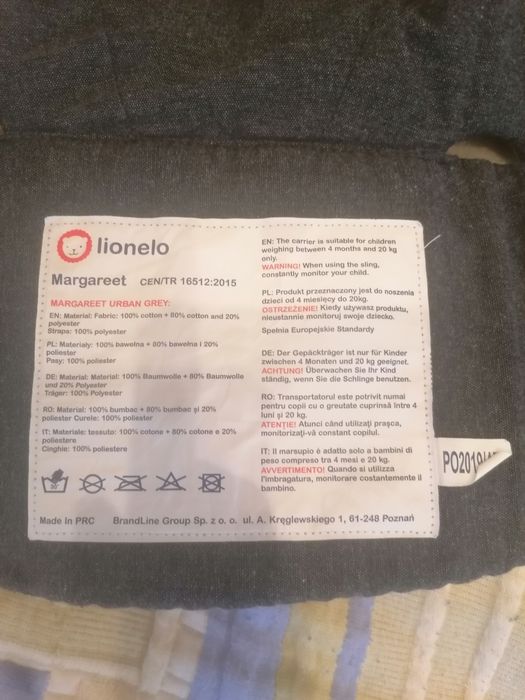 lionelo
Margareet CEN/TR 16512:2015
MARGAREET URBAN GREY:
EN: Material: Fabric: 100% cotton + 80% cotton and 20%
polyester
Straps: 100% polyester
PL: Materiały: 100% bawełna + 80% bawełna i 20%
poliester
Pasy: 100% poliester
DE: Material: Material: 100% Baumwolle + 80% Baumwolle
und 20% Polyester
Träger: 100% Polyester
RO: Material: 100% bumbac + 80% bumbac și 20%
poliester Curele: 100% poliester
IT: Materiale: tessuto: 100% cotone + 80% cotone e 20%
poliestere
Cinghie: 100% poliestere
EN: The carrier is suitable for children
weighing between 4 months and 20 kg
only.
WARNING! When using the sling,
constantly monitor your child.
PL: Produkt przeznaczony jest do noszenia
dzieci od 4 miesięcy do 20kg.
OSTRZEŻENIE! Kiedy używasz produktu,
nieustannie monitoruj swoje dziecko.
Spełnia Europejskie Standardy
DE: Der Gepäckträger ist nur für Kinder
zwischen 4 Monaten und 20 kg geeignet.
ACHTUNG! Überwachen Sie Ihr Kind
ständig, wenn Sie die Schlinge benutzen.
RO: Transportatorul este potrivit numai
pentru copii cu o greutate cuprinsă între 4
luni și 20 kg.
ATENȚIE! Atunci când utilizați prașca,
monitorizați-vă constant copilul.
IT: Il marsupio è adatto solo a bambini di
peso compreso tra 4 mesi e 20 kg.
AVVERTIMENTO! Quando si utilizza
l'imbragatura, monitorare costantemente il
bambino.
Made in PRC BrandLine Group Sp. z o. o. ul. A. Kręglewskiego 1, 61-248 Poznań